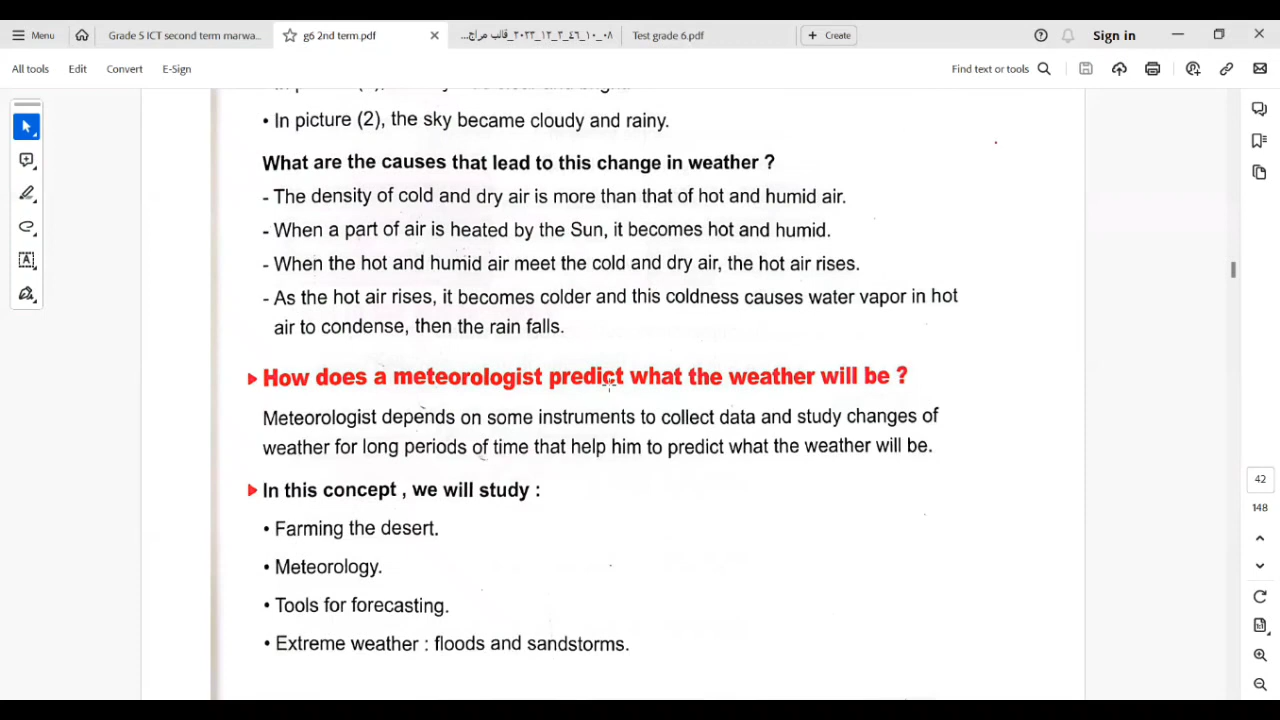 Menu
Grade 5 ICT second term marwa...
g6 2nd term.pdf
Test grade 6.pdf
Create
Sign in
All tools Edit Convert E-Sign
Find text or tools
• In picture (2), the sky became cloudy and rainy.
What are the causes that lead to this change in weather ?
- The density of cold and dry air is more than that of hot and humid air.
- When a part of air is heated by the Sun, it becomes hot and humid.
- When the hot and humid air meet the cold and dry air, the hot air rises.
- As the hot air rises, it becomes colder and this coldness causes water vapor in hot
air to condense, then the rain falls.
How does a meteorologist predict what the weather will be ?
Meteorologist depends on some instruments to collect data and study changes of
weather for long periods of time that help him to predict what the weather will be.
In this concept , we will study :
• Farming the desert.
• Meteorology.
• Tools for forecasting.
• Extreme weather : floods and sandstorms.
42
148